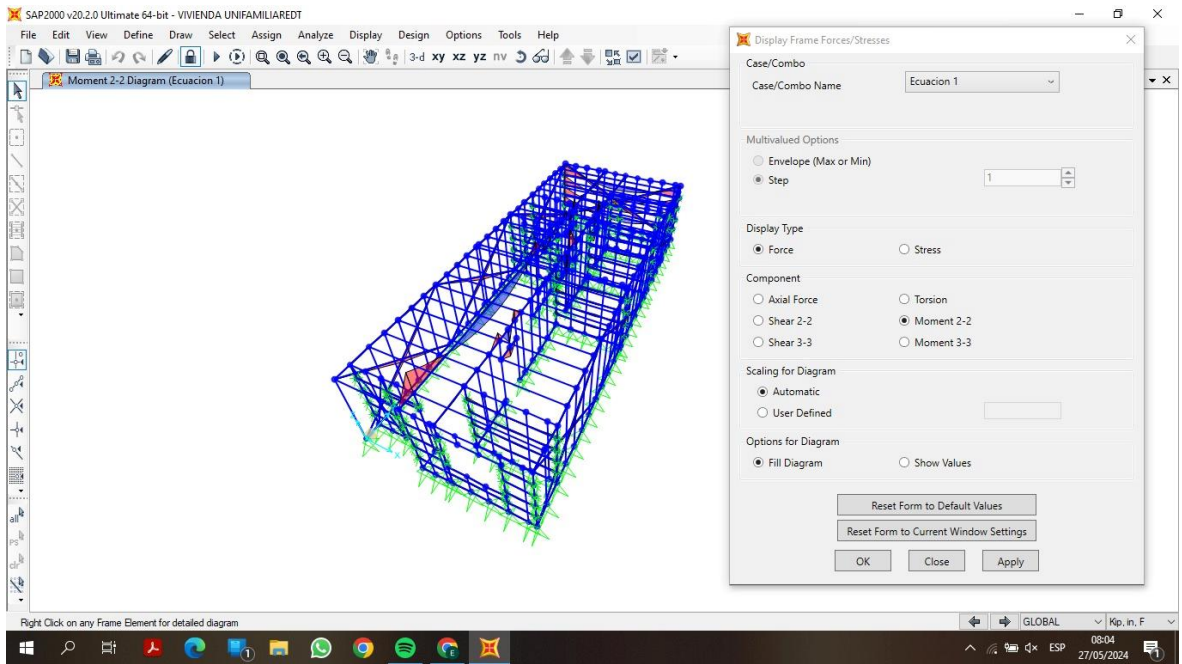 SAP2000 v20.2.0 Ultimate 64-bit - VIVIENDA UNIFAMILIAREDT
File Edit View Define Draw Select Assign Analyze Display Design Options Tools Help
3-d xy xz yz nv
Moment 2-2 Diagram (Ecuacion 1)
Display Frame Forces/Stresses
Case/Combo
Case/Combo Name Ecuacion 1
Multivalued Options
Envelope (Max or Min)
Step 1
Display Type
Force Stress
Component
Axial Force Torsion
Shear 2-2 Moment 2-2
Shear 3-3 Moment 3-3
Scaling for Diagram
Automatic
User Defined
Options for Diagram
Fill Diagram Show Values
Reset Form to Default Values
Reset Form to Current Window Settings
OK Close Apply
all
PS
clr
Right Click on any Frame Element for detailed diagram
GLOBAL Kip, in, F
ESP
08:04
27/05/2024